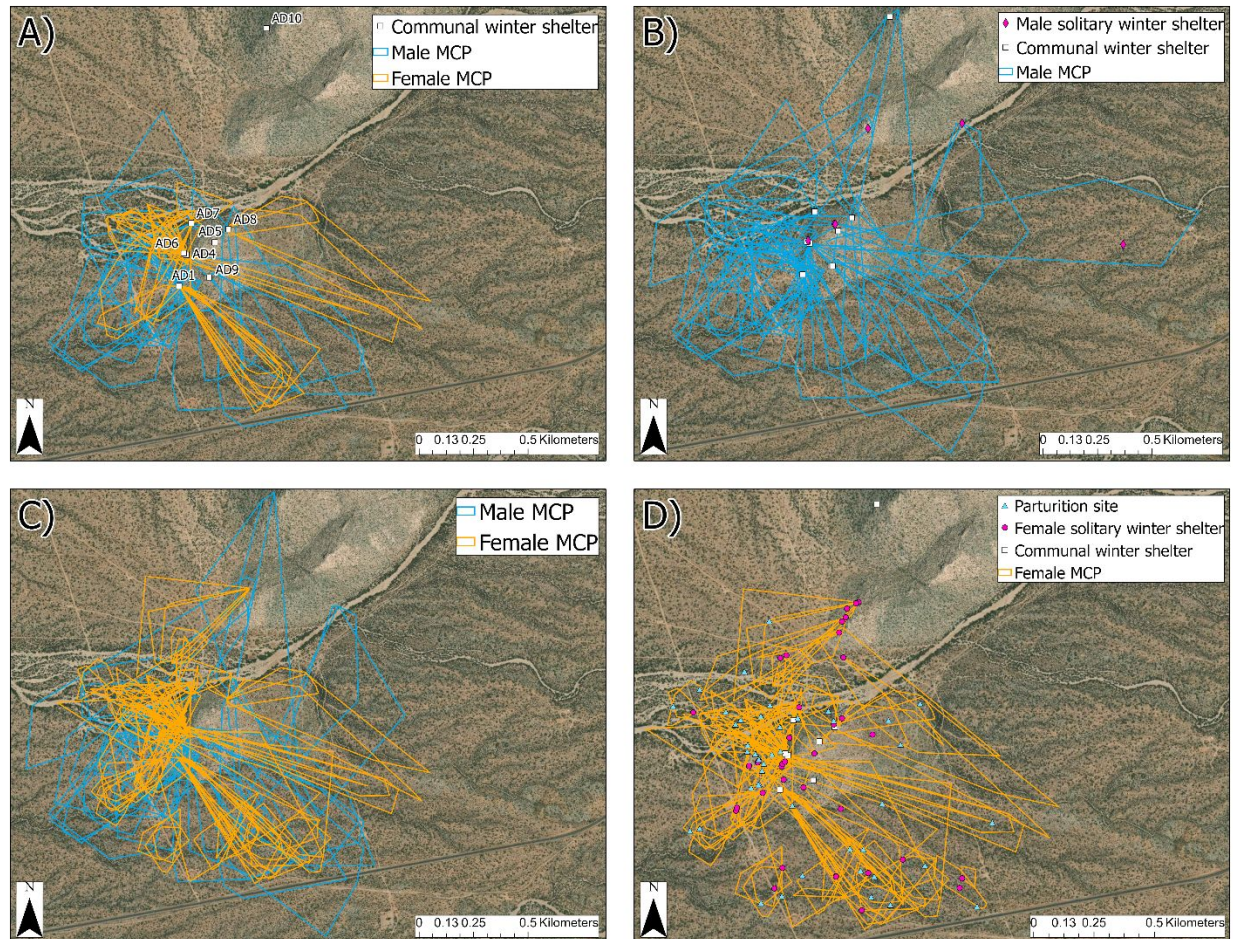 A)
AD10
Communal winter shelter
Male MCP
Female MCP
AD7
AD8
AD5
AD6
AD4
AD9
AD1
N
0 0.13 0.25 0.5 Kilometers
B)
Male solitary winter shelter
Communal winter shelter
Male MCP
N
0 0.13 0.25 0.5 Kilometers
C)
Male MCP
Female MCP
N
0 0.13 0.25 0.5 Kilometers
D)
Parturition site
Female solitary winter shelter
Communal winter shelter
Female MCP
N
0 0.13 0.25 0.5 Kilometers